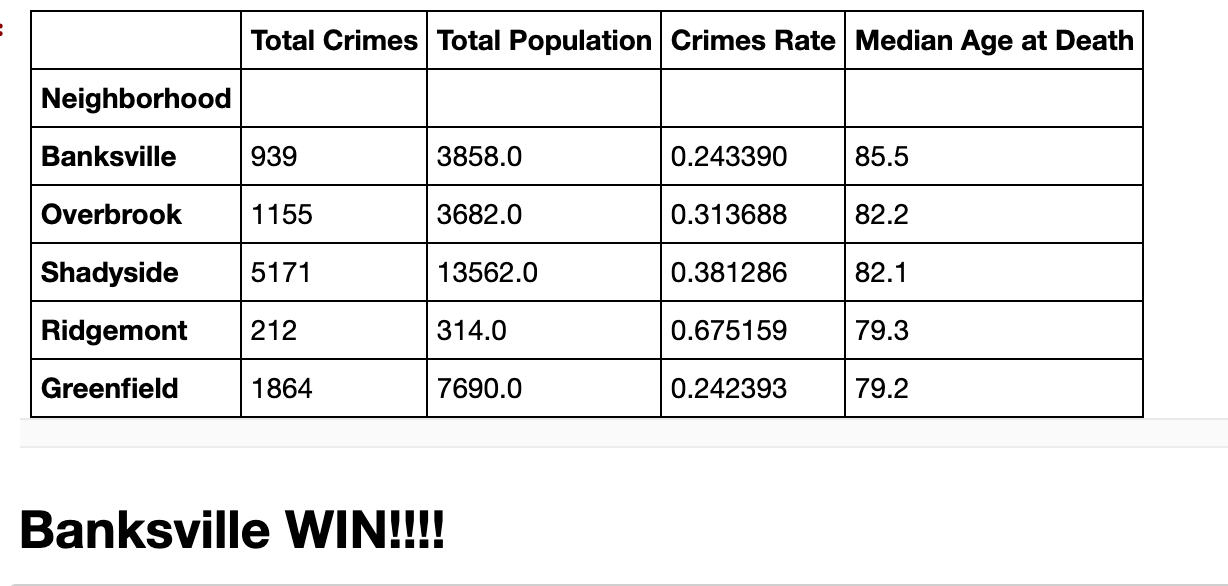 Total Crimes Total Population Crimes Rate Median Age at Death
Neighborhood
Banksville 939 3858.0 0.243390 85.5
Overbrook 1155 3682.0 0.313688 82.2
Shadyside 5171 13562.0 0.381286 82.1
Ridgemont 212 314.0 0.675159 79.3
Greenfield 1864 7690.0 0.242393 79.2
Banksville WIN!!!!